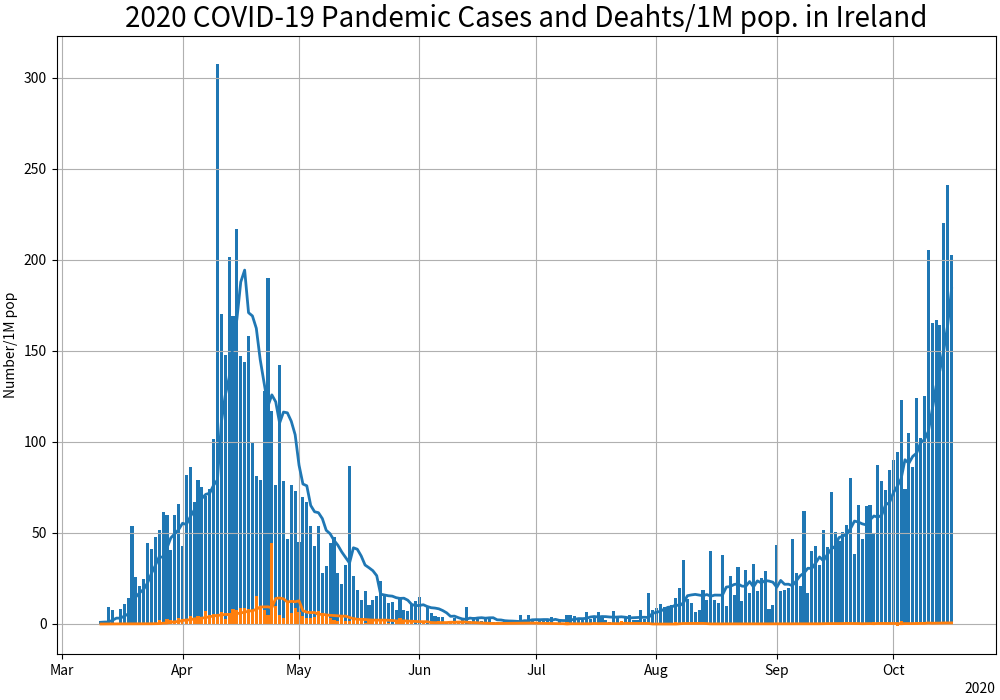 2020 COVID-19 Pandemic Cases and Deahts/1M pop. in Ireland
Number/1M pop
300
250
200
150
100
50
0
Mar Apr May Jun Jul Aug Sep Oct
2020